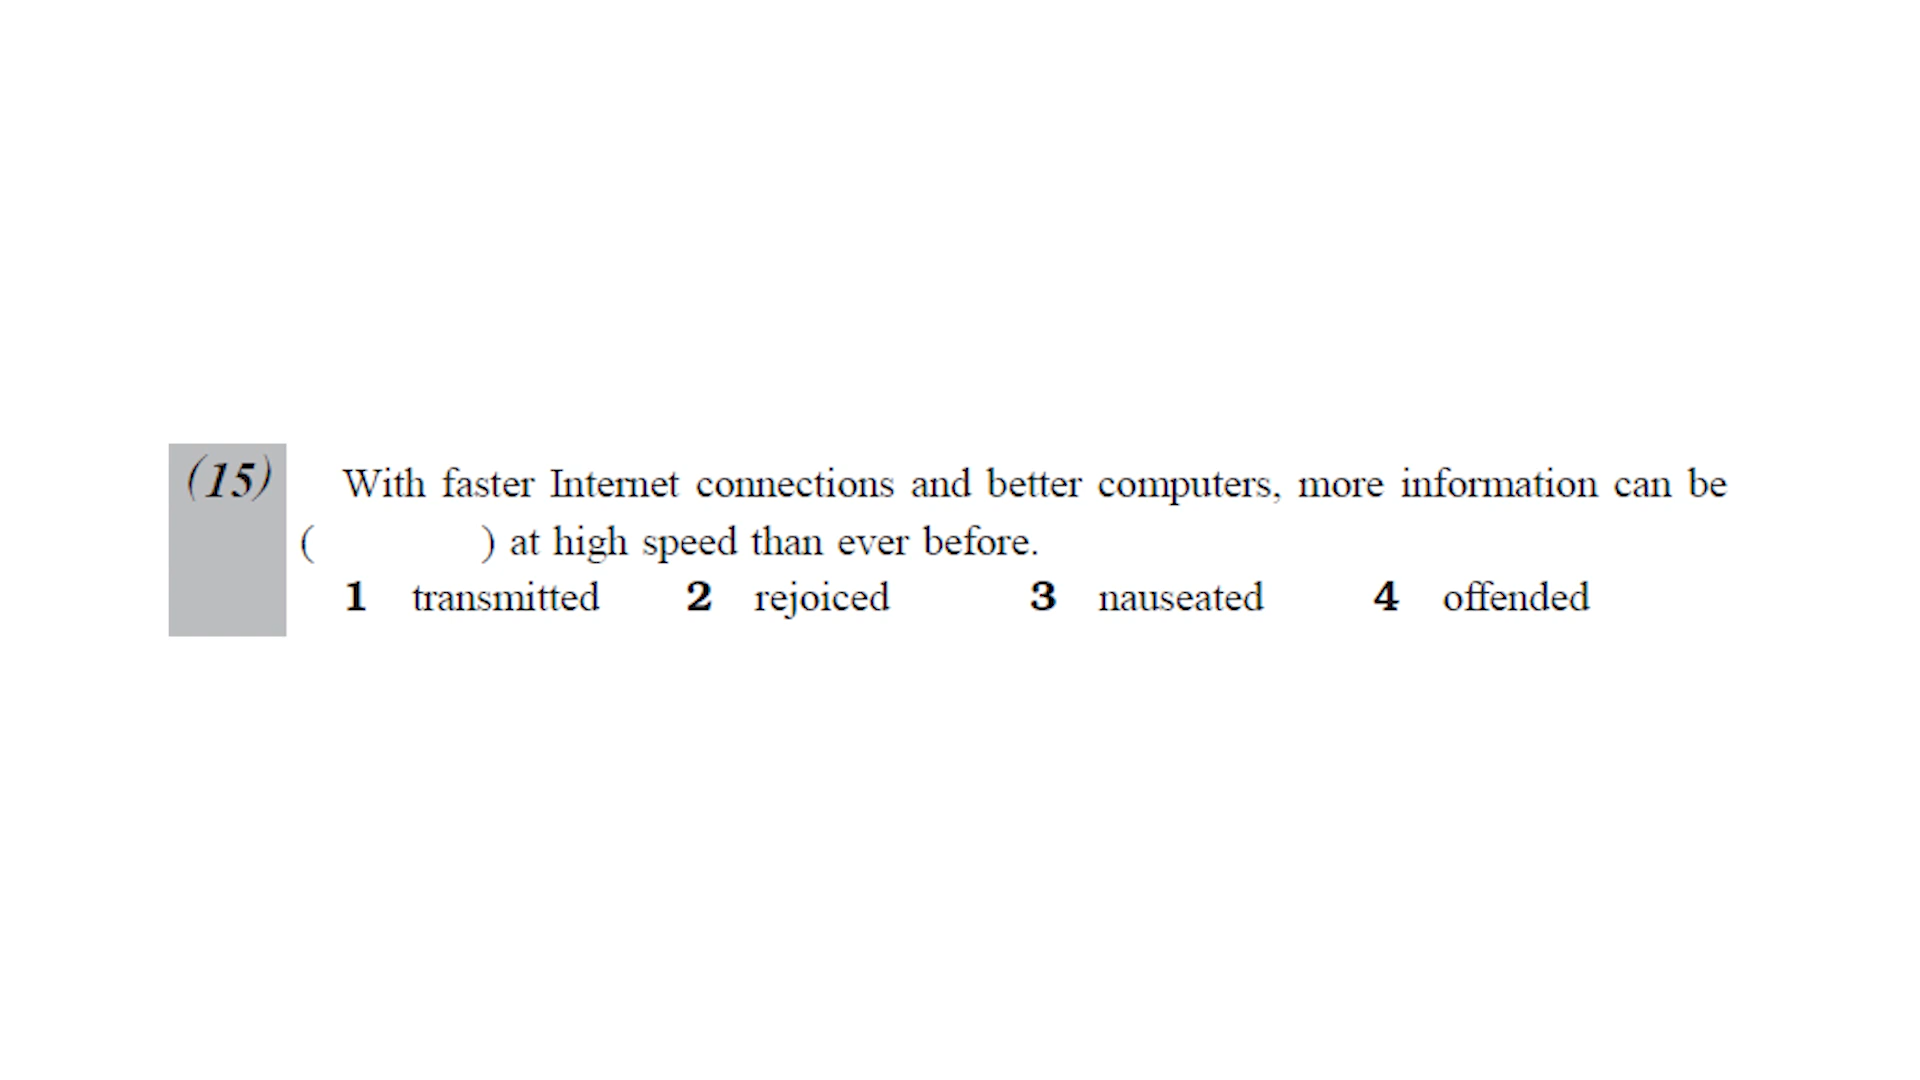 (15) With faster Internet connections and better computers, more information can be
( ) at high speed than ever before.
1 transmitted 2 rejoiced 3 nauseated 4 offended